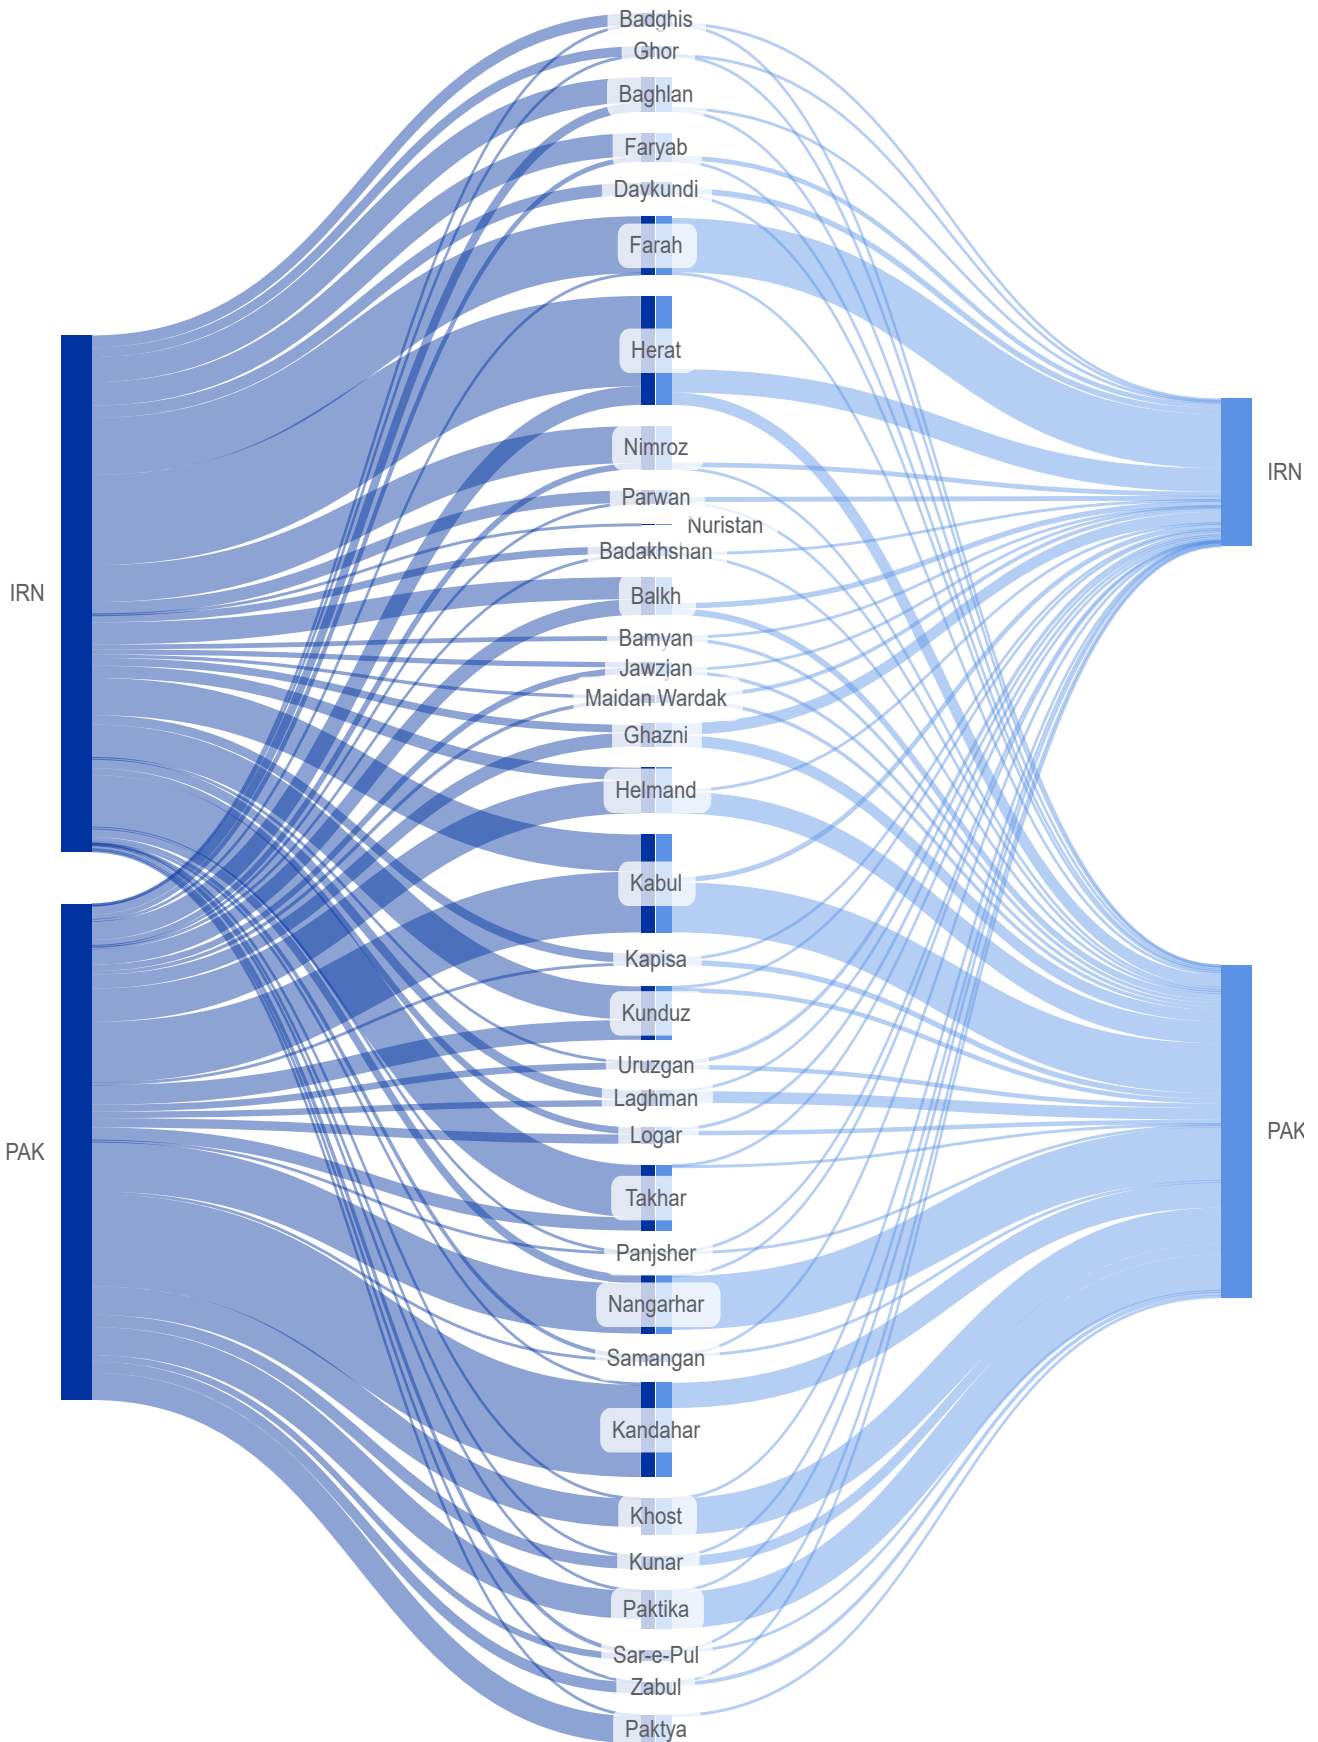 Badghis
Ghor
Baghlan
Faryab
Daykundi
Farah
Herat
Nimroz
IRN
Parwan
Nuristan
Badakhshan
IRN
Balkh
Bamyan
Jawzjan
Maidan Wardak
Ghazni
Helmand
Kabul
Kapisa
Kunduz
Uruzgan
Laghman
PAK
Logar
PAK
Takhar
Panjsher
Nangarhar
Samangan
Kandahar
Khost
Kunar
Paktika
Sar-e-Pul
Zabul
Paktya